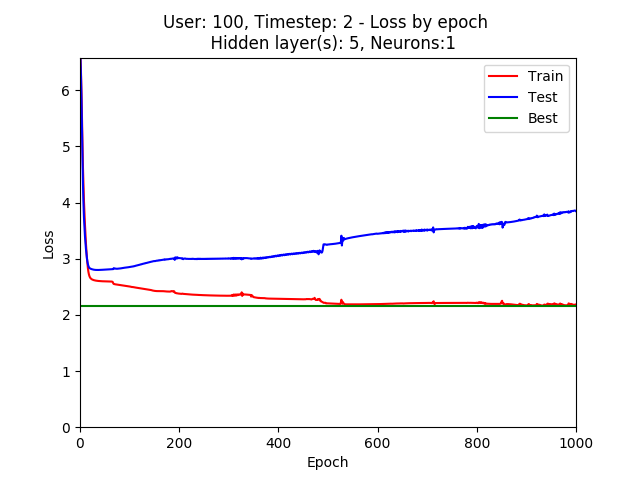 User: 100, Timestep: 2 - Loss by epoch
Hidden layer(s): 5, Neurons:1
Train
Test
Best
6
5
4
3
2
1
0
Loss
0
200
400
600
800
1000
Epoch